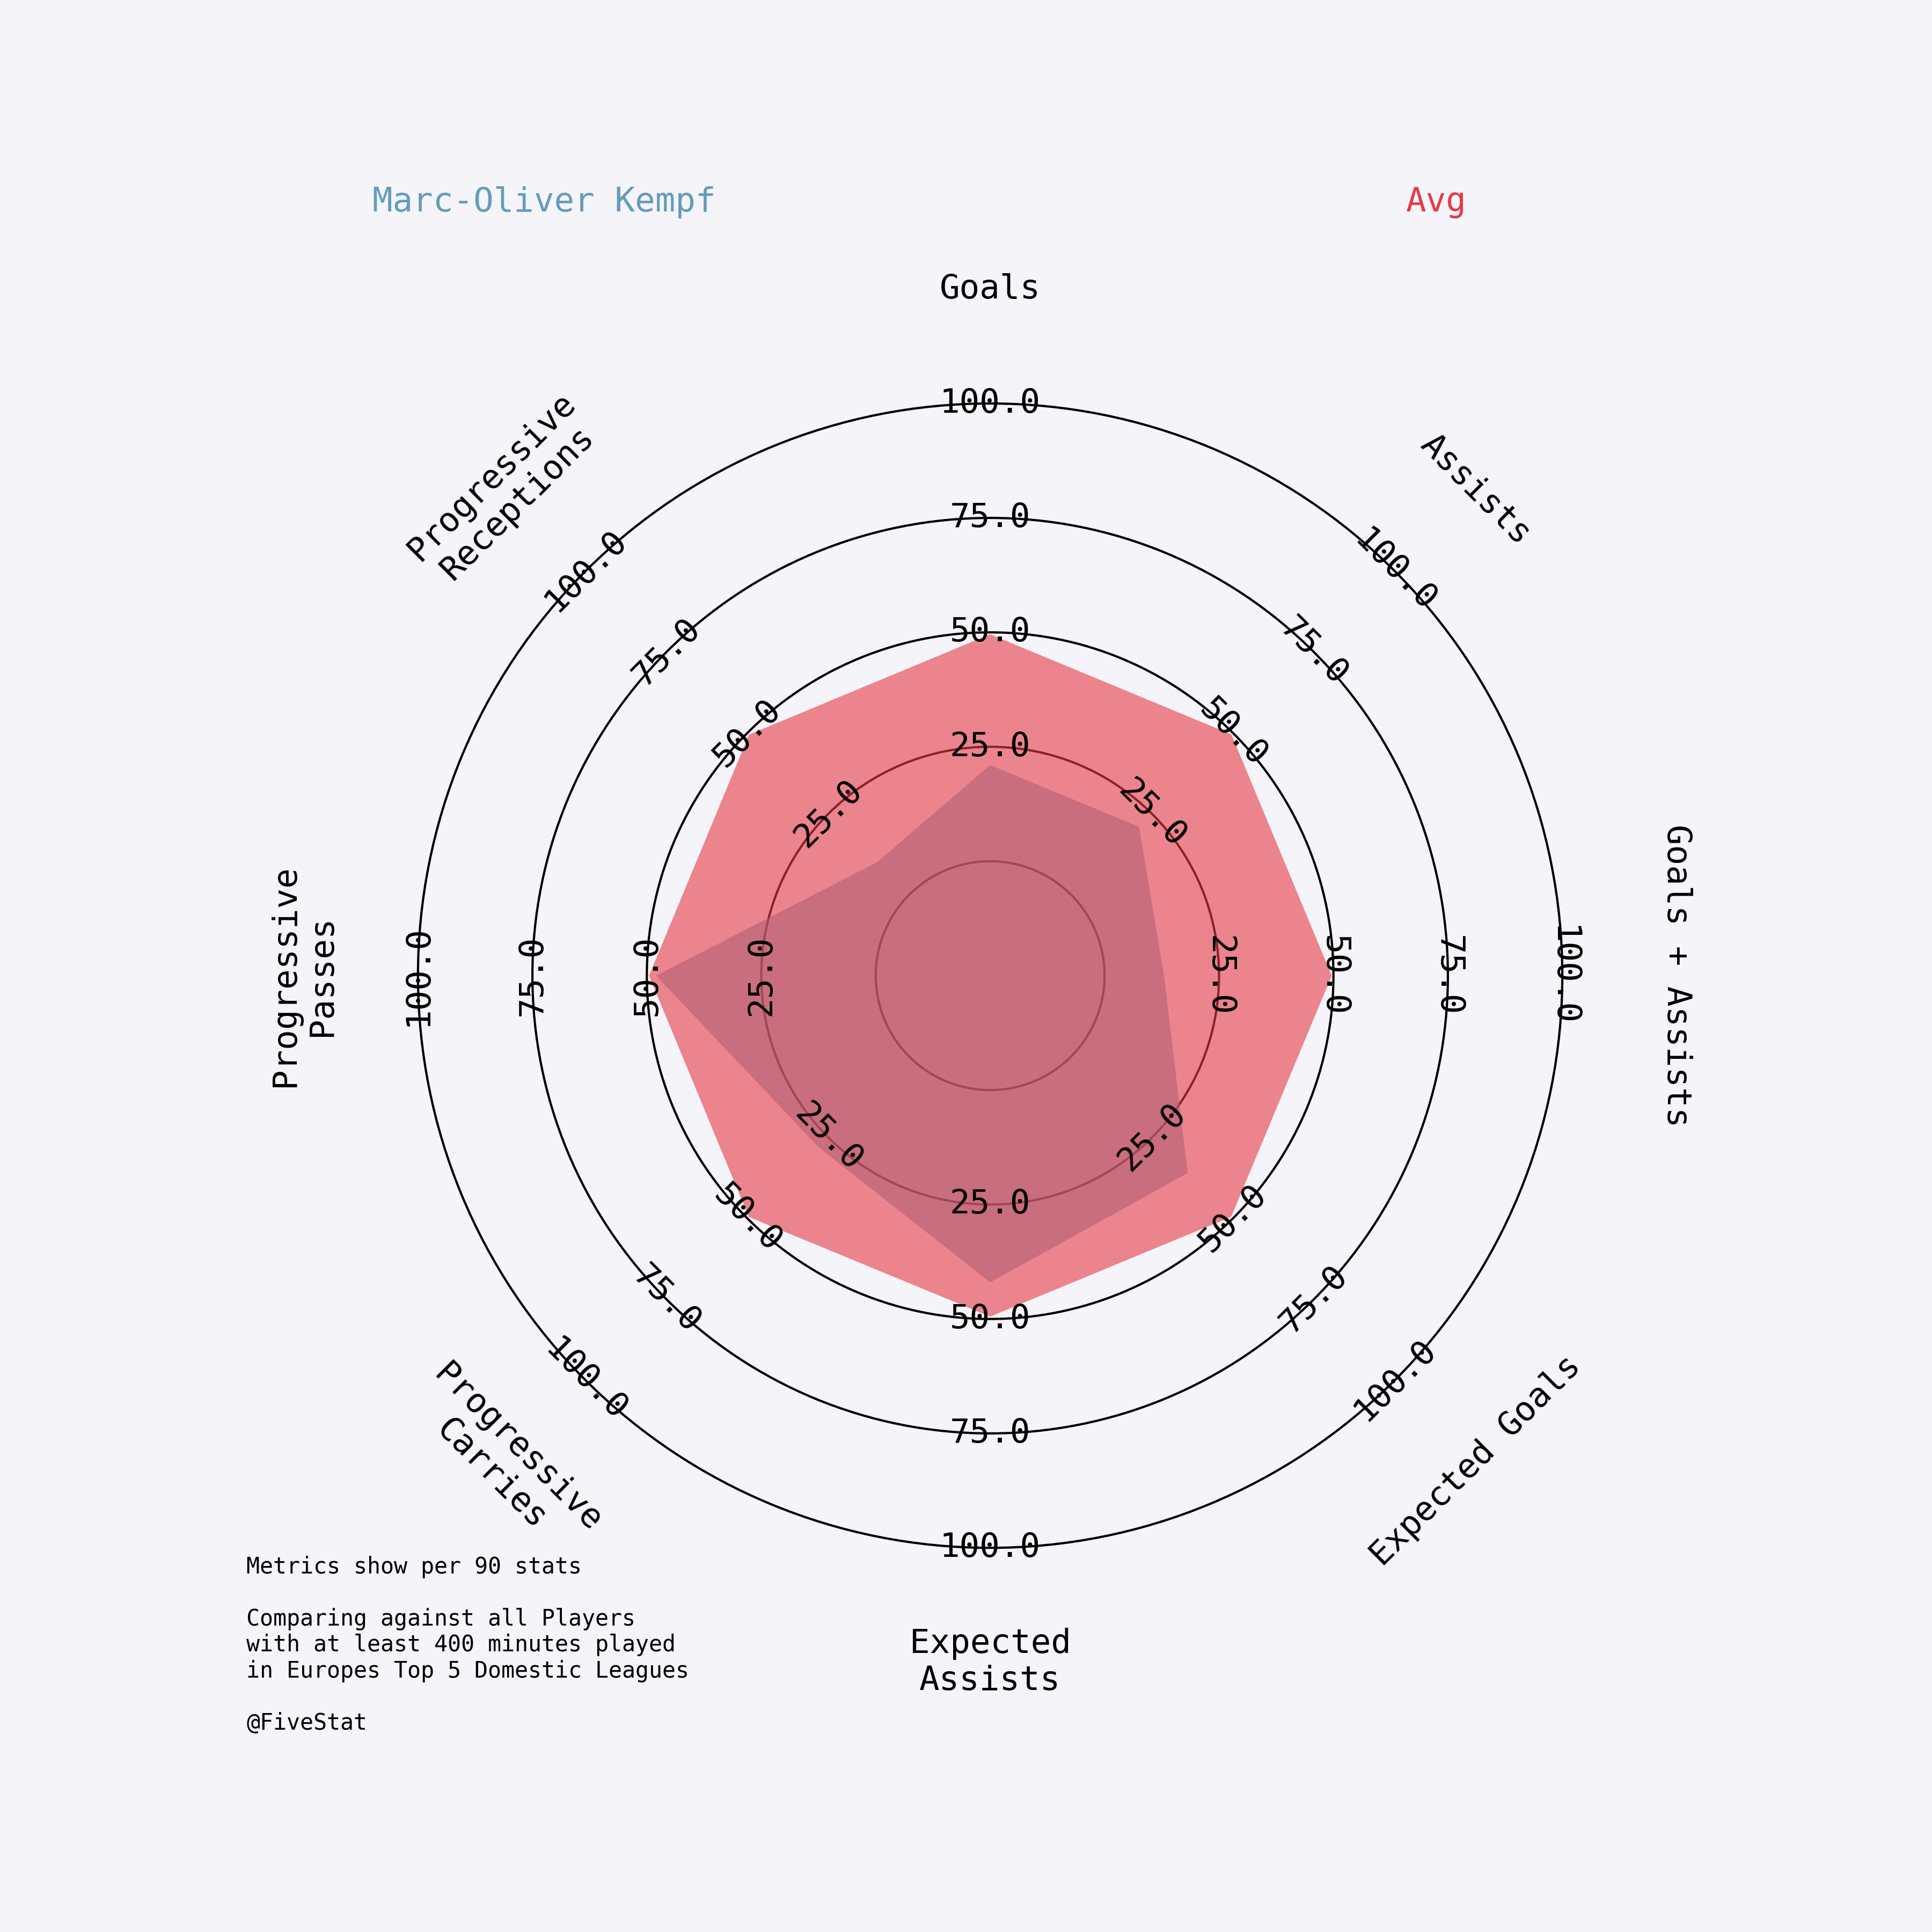 Marc-Oliver Kempf
Avg
Goals
Assists
Goals + Assists
Expected Goals
Expected
Assists
Progressive
Carries
Progressive
Passes
Progressive
Receptions
25.0
50.0
75.0
100.0
25.0
50.0
75.0
100.0
25.0
50.0
75.0
100.0
25.0
50.0
75.0
100.0
25.0
50.0
75.0
100.0
25.0
50.0
75.0
100.0
25.0
50.0
75.0
100.0
25.0
50.0
75.0
100.0
Metrics show per 90 stats
Comparing against all Players
with at least 400 minutes played
in Europes Top 5 Domestic Leagues
@FiveStat